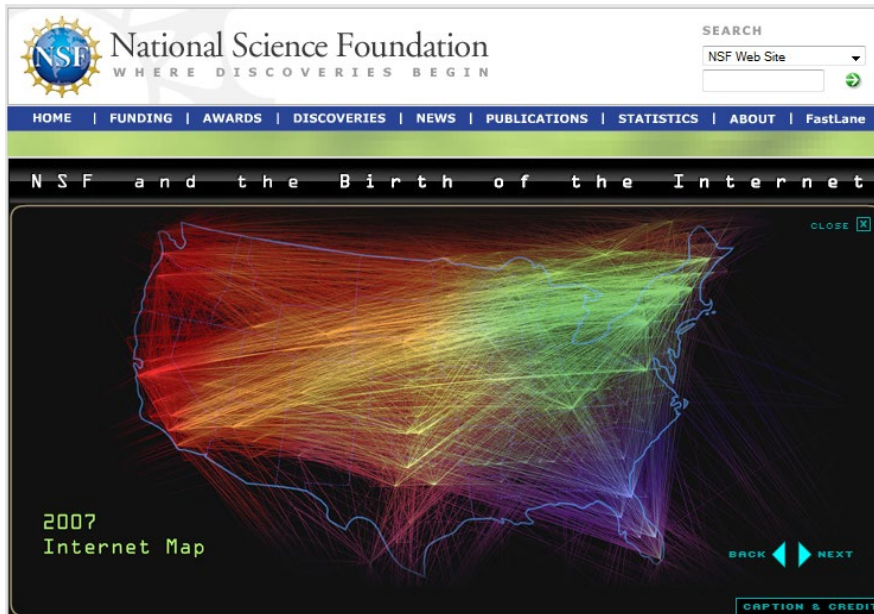 NSF
National Science Foundation
WHERE DISCOVERIES BEGIN
SEARCH
NSF Web Site
HOME | FUNDING | AWARDS | DISCOVERIES | NEWS | PUBLICATIONS | STATISTICS | ABOUT | FastLane
NSF and the Birth of the Internet
CLOSE X
2007
Internet Map
BACK NEXT
CAPTION & CREDIT